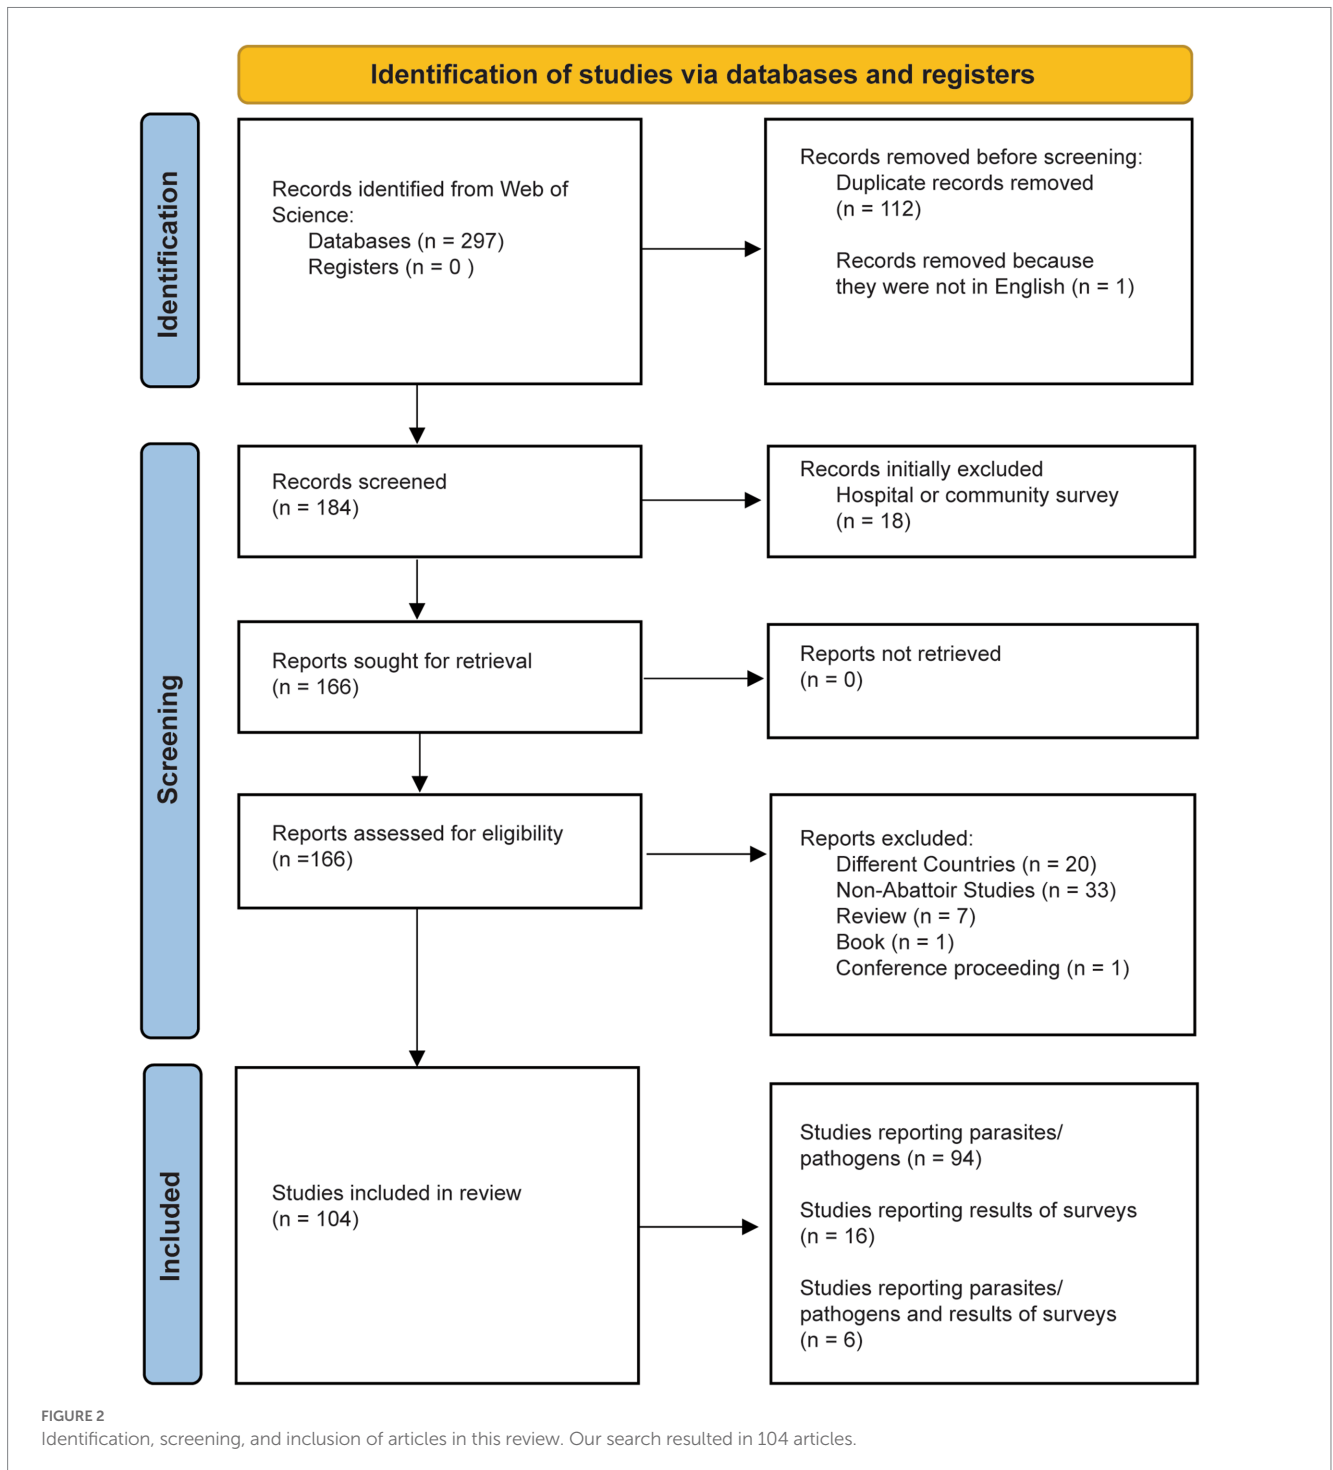 Identification of studies via databases and registers
Identification
Records identified from Web of
Science:
Databases (n = 297)
Registers (n = 0 )
Records removed before screening:
Duplicate records removed
(n = 112)
Records removed because
they were not in English (n = 1)
Screening
Records screened
(n = 184)
Records initially excluded
Hospital or community survey
(n = 18)
Reports sought for retrieval
(n = 166)
Reports not retrieved
(n = 0)
Reports assessed for eligibility
(n =166)
Reports excluded:
Different Countries (n = 20)
Non-Abattoir Studies (n = 33)
Review (n = 7)
Book (n = 1)
Conference proceeding (n = 1)
Included
Studies included in review
(n = 104)
Studies reporting parasites/
pathogens (n = 94)
Studies reporting results of surveys
(n = 16)
Studies reporting parasites/
pathogens and results of surveys
(n = 6)
FIGURE 2
Identification, screening, and inclusion of articles in this review. Our search resulted in 104 articles.